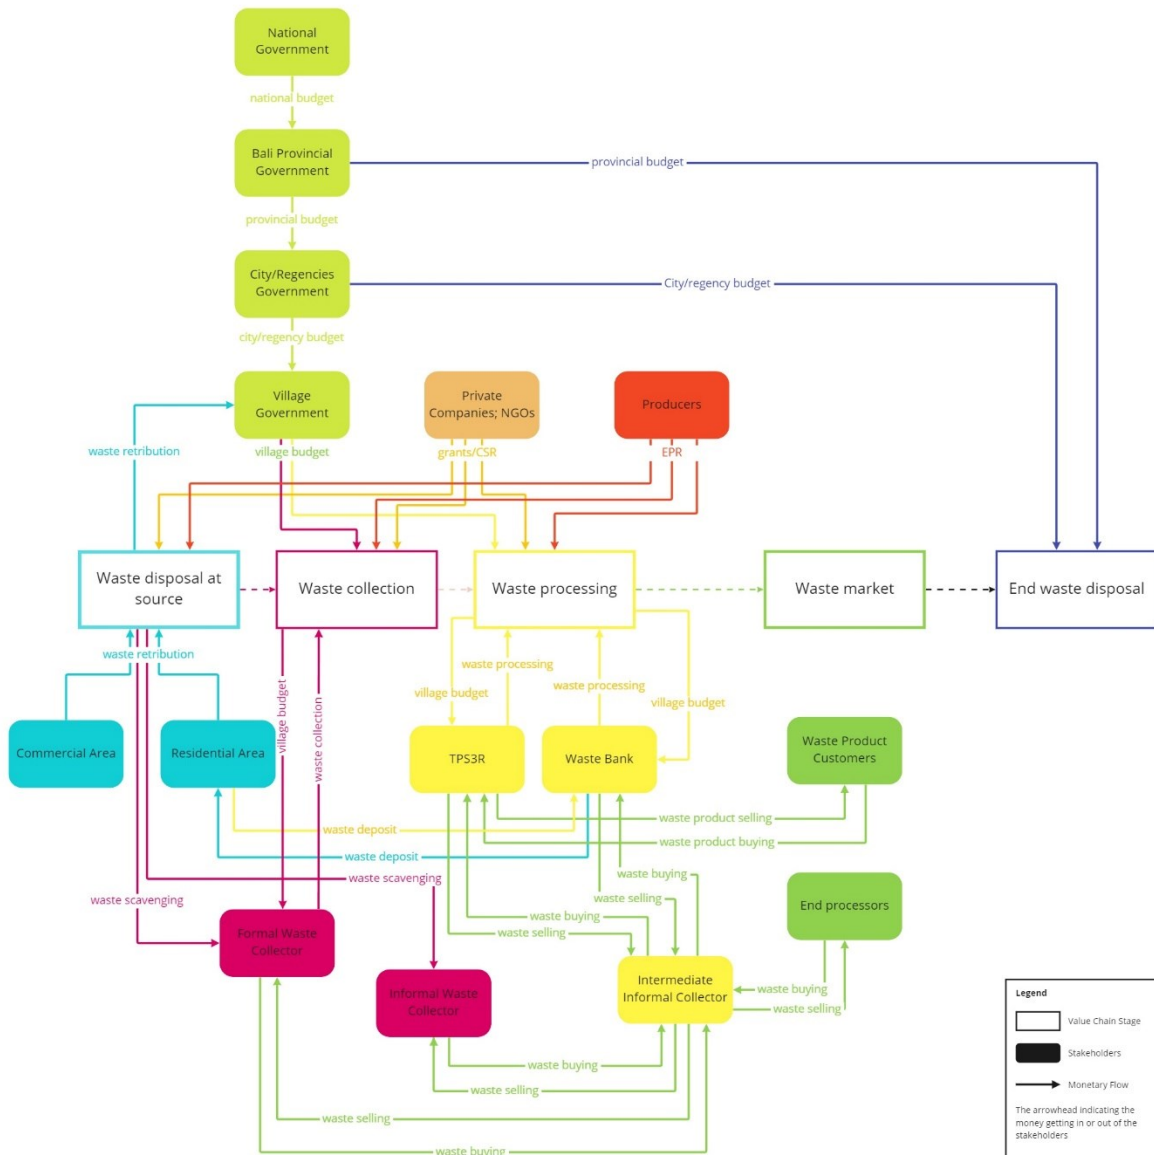 National
Government
national budget
Bali Provincial
Government
provincial budget
provincial budget
City/Regencies
Government
City/regency budget
city/regency budget
Village
Government
Private
Companies; NGOs
Producers
waste retribution
village budget
grants/CSR
EPR
Waste disposal at
source
Waste collection
Waste processing
Waste market
End waste disposal
waste retribution
waste processing
waste processing
village budget
village budget
village budget
waste collection
Commercial Area
Residential Area
TPS3R
Waste Bank
Waste Product
Customers
waste product selling
waste deposit
waste product buying
waste deposit
waste buying
waste scavenging
waste selling
waste scavenging
End processors
waste buying
waste selling
Formal Waste
Collector
Intermediate
Informal Collector
waste buying
Informal Waste
Collector
waste selling
waste buying
waste selling
waste selling
waste buying
Legend
Value Chain Stage
Stakeholders
Monetary Flow
The arrowhead indicating the
money getting in or out of the
stakeholders